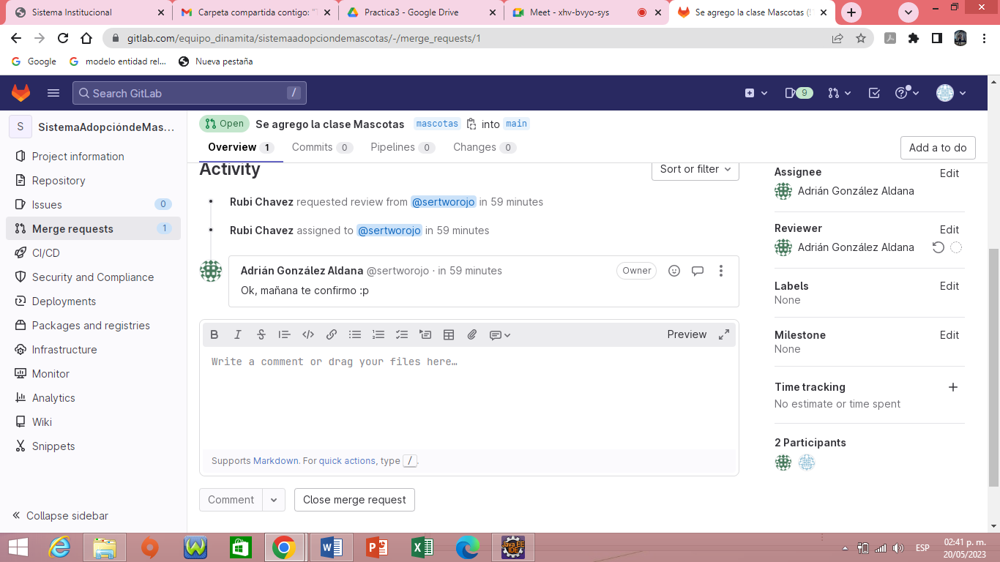 Sistema Institucional
Carpeta compartida contigo: "
Practica3 - Google Drive
Meet - xhv-bvyo-sys
Se agrego la clase Mascotas (!
gitlab.com/equipo_dinamita/sistemaadopciondemascotas/-/merge_requests/1
Google
modelo entidad rel...
Nueva pestaña
Search GitLab
/
9
S
SistemaAdopcióndeMas...
Project information
Repository
Issues 0
Merge requests 1
CI/CD
Security and Compliance
Deployments
Packages and registries
Infrastructure
Monitor
Analytics
Wiki
Snippets
Collapse sidebar
Open Se agrego la clase Mascotas mascotas into main
Overview 1 Commits 0 Pipelines 0 Changes 0
Add a to do
Activity
Sort or filter
Rubi Chavez requested review from @sertworojo in 59 minutes
Rubi Chavez assigned to @sertworojo in 59 minutes
Adrián González Aldana @sertworojo · in 59 minutes
Owner
Ok, mañana te confirmo :p
Preview
Write a comment or drag your files here…
Supports Markdown. For quick actions, type /.
Comment
Close merge request
Assignee Edit
Adrián González Aldana
Reviewer Edit
Adrián González Aldana
Labels Edit
None
Milestone Edit
None
Time tracking
No estimate or time spent
2 Participants
Java EE
IDE
ESP
02:41 p. m.
20/05/2023